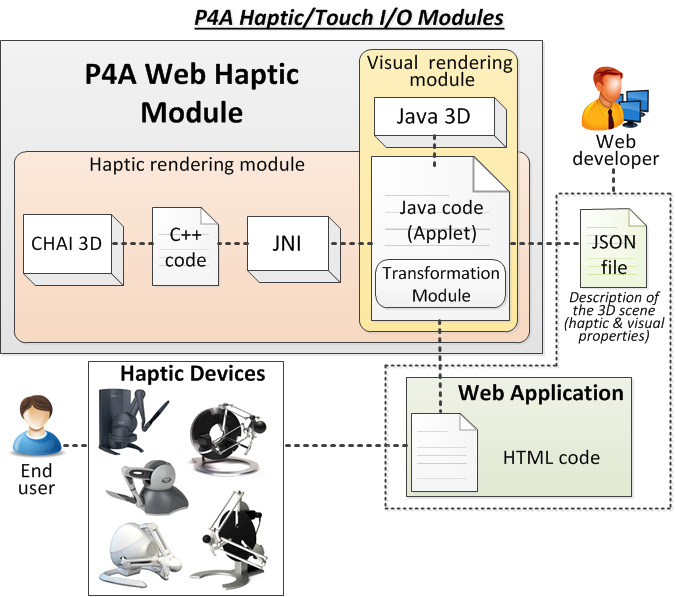 P4A Haptic/Touch I/O Modules
P4A Web Haptic
Module
Visual rendering
module
Java 3D
Web
developer
Haptic rendering module
CHAI 3D
C++
code
JNI
Java code
(Applet)
Transformation
Module
JSON
file
Description of
the 3D scene
(haptic & visual
properties)
Haptic Devices
End
user
Web Application
HTML code